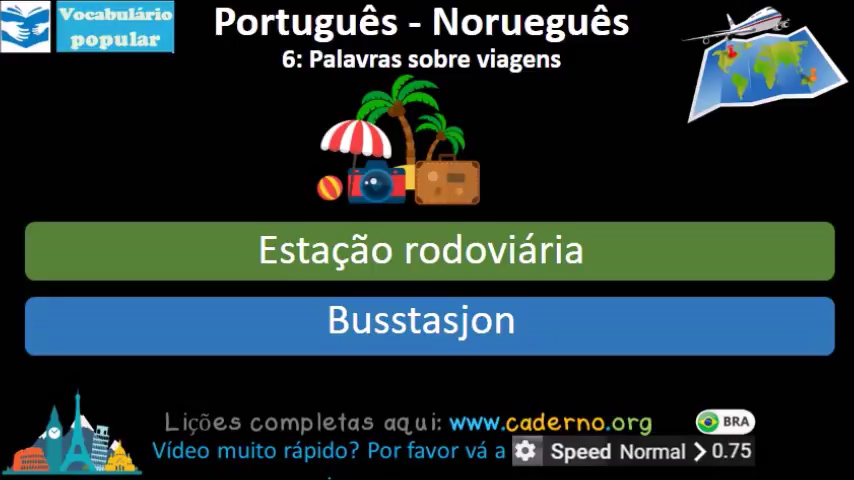 Vocabulário
popular
Português - Norueguês
6: Palavras sobre viagens
Estação rodoviária
Busstasjon
Lições completas aqui: www.caderno.org
BRA
Vídeo muito rápido? Por favor vá a Speed Normal > 0.75